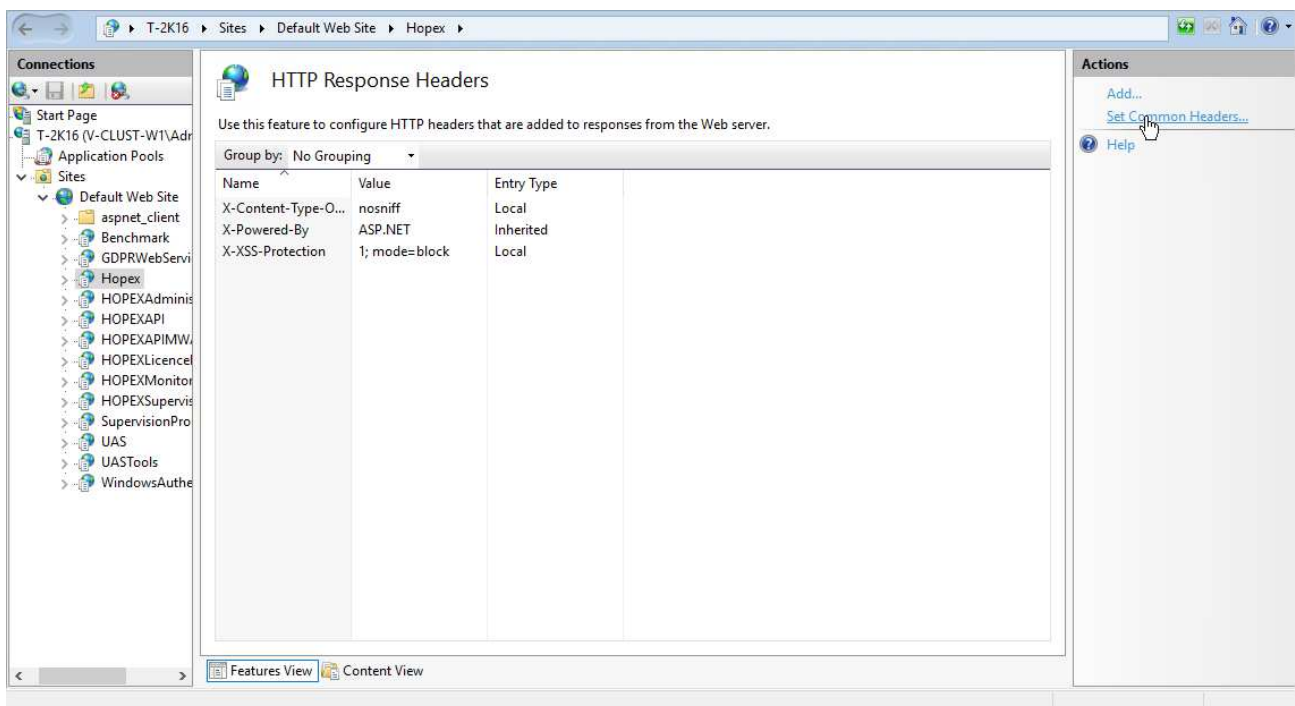 T-2K16 Sites Default Web Site Hopex
Connections
Start Page
T-2K16 (V-CLUST-W1\Adr
Application Pools
Sites
Default Web Site
aspnet_client
Benchmark
GDPRWebServi
Hopex
HOPEXAdminis
HOPEXAPI
HOPEXAPIMW
HOPEXLicence
HOPEXMonitor
HOPEXSupervis
SupervisionPro
UAS
UASTools
WindowsAuthe
HTTP Response Headers
Use this feature to configure HTTP headers that are added to responses from the Web server.
Group by: No Grouping
Name Value Entry Type
X-Content-Type-O... nosniff Local
X-Powered-By ASP.NET Inherited
X-XSS-Protection 1; mode=block Local
Features View Content View
Actions
Add...
Set Common Headers...
Help